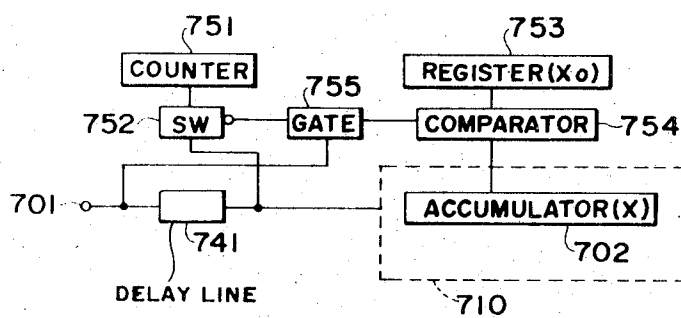 751
COUNTER
753
REGISTER(Xo)
755
752
SW
GATE
COMPARATOR
754
701
741
DELAY LINE
ACCUMULATOR(X)
702
710